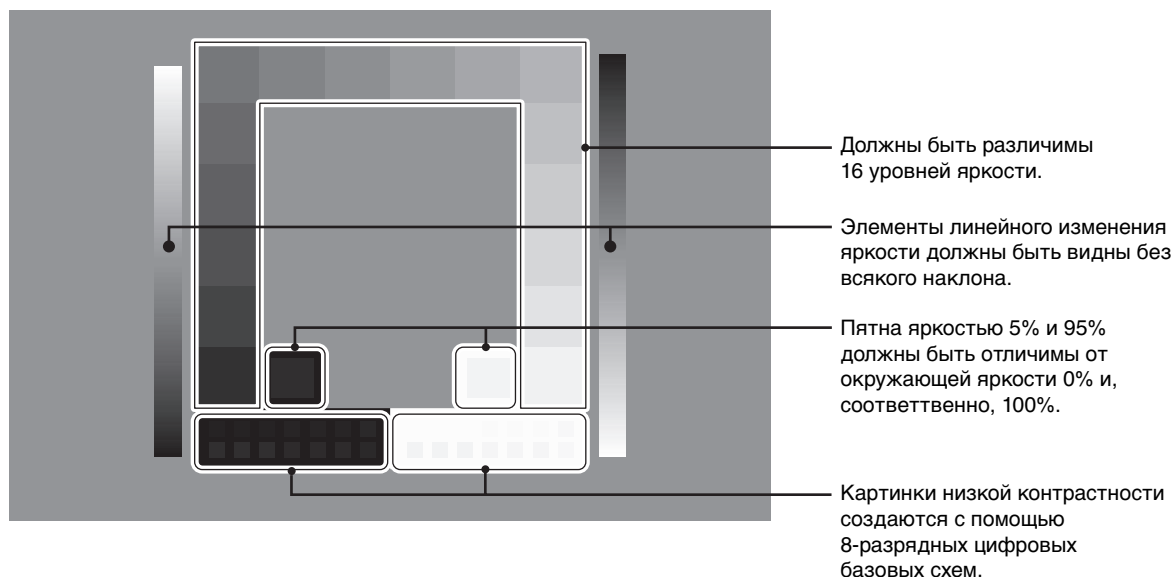 Должны быть различимы
16 уровней яркости.
Элементы линейного изменения
яркости должны быть видны без
всякого наклона.
Пятна яркостью 5% и 95%
должны быть отличимы от
окружающей яркости 0% и,
соответтвенно, 100%.
Картинки низкой контрастности
создаются с помощью
8-разрядных цифровых
базовых схем.